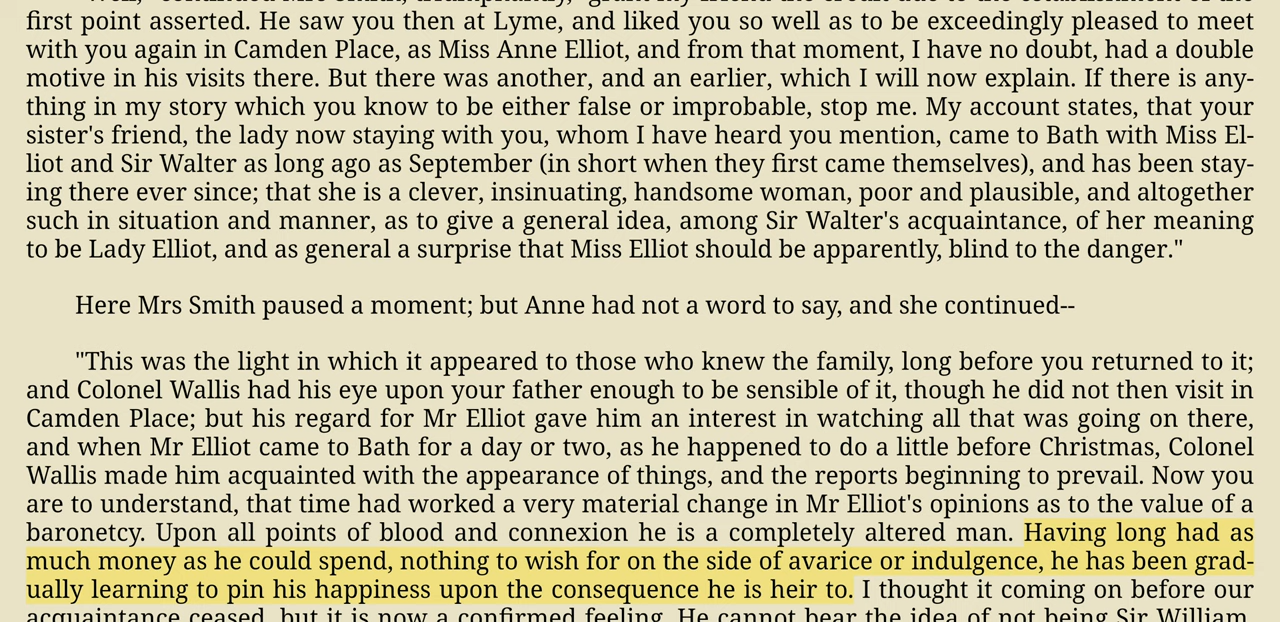 first point asserted. He saw you then at Lyme, and liked you so well as to be exceedingly pleased to meet
with you again in Camden Place, as Miss Anne Elliot, and from that moment, I have no doubt, had a double
motive in his visits there. But there was another, and an earlier, which I will now explain. If there is any-
thing in my story which you know to be either false or improbable, stop me. My account states, that your
sister's friend, the lady now staying with you, whom I have heard you mention, came to Bath with Miss El-
liot and Sir Walter as long ago as September (in short when they first came themselves), and has been stay-
ing there ever since; that she is a clever, insinuating, handsome woman, poor and plausible, and altogether
such in situation and manner, as to give a general idea, among Sir Walter's acquaintance, of her meaning
to be Lady Elliot, and as general a surprise that Miss Elliot should be apparently, blind to the danger."
Here Mrs Smith paused a moment; but Anne had not a word to say, and she continued--
"This was the light in which it appeared to those who knew the family, long before you returned to it;
and Colonel Wallis had his eye upon your father enough to be sensible of it, though he did not then visit in
Camden Place; but his regard for Mr Elliot gave him an interest in watching all that was going on there,
and when Mr Elliot came to Bath for a day or two, as he happened to do a little before Christmas, Colonel
Wallis made him acquainted with the appearance of things, and the reports beginning to prevail. Now you
are to understand, that time had worked a very material change in Mr Elliot's opinions as to the value of a
baronetcy. Upon all points of blood and connexion he is a completely altered man. Having long had as
much money as he could spend, nothing to wish for on the side of avarice or indulgence, he has been grad-
ually learning to pin his happiness upon the consequence he is heir to. I thought it coming on before our
acquaintance ceased, but it is now a confirmed feeling. He cannot bear the idea of not being Sir William.